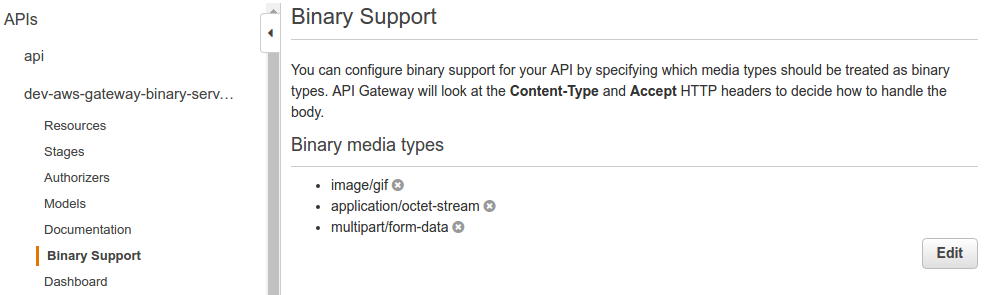 APIs
api
dev-aws-gateway-binary-serv...
Resources
Stages
Authorizers
Models
Documentation
Binary Support
Dashboard
Binary Support
You can configure binary support for your API by specifying which media types should be treated as binary
types. API Gateway will look at the Content-Type and Accept HTTP headers to decide how to handle the
body.
Binary media types
image/gif
application/octet-stream
multipart/form-data
Edit